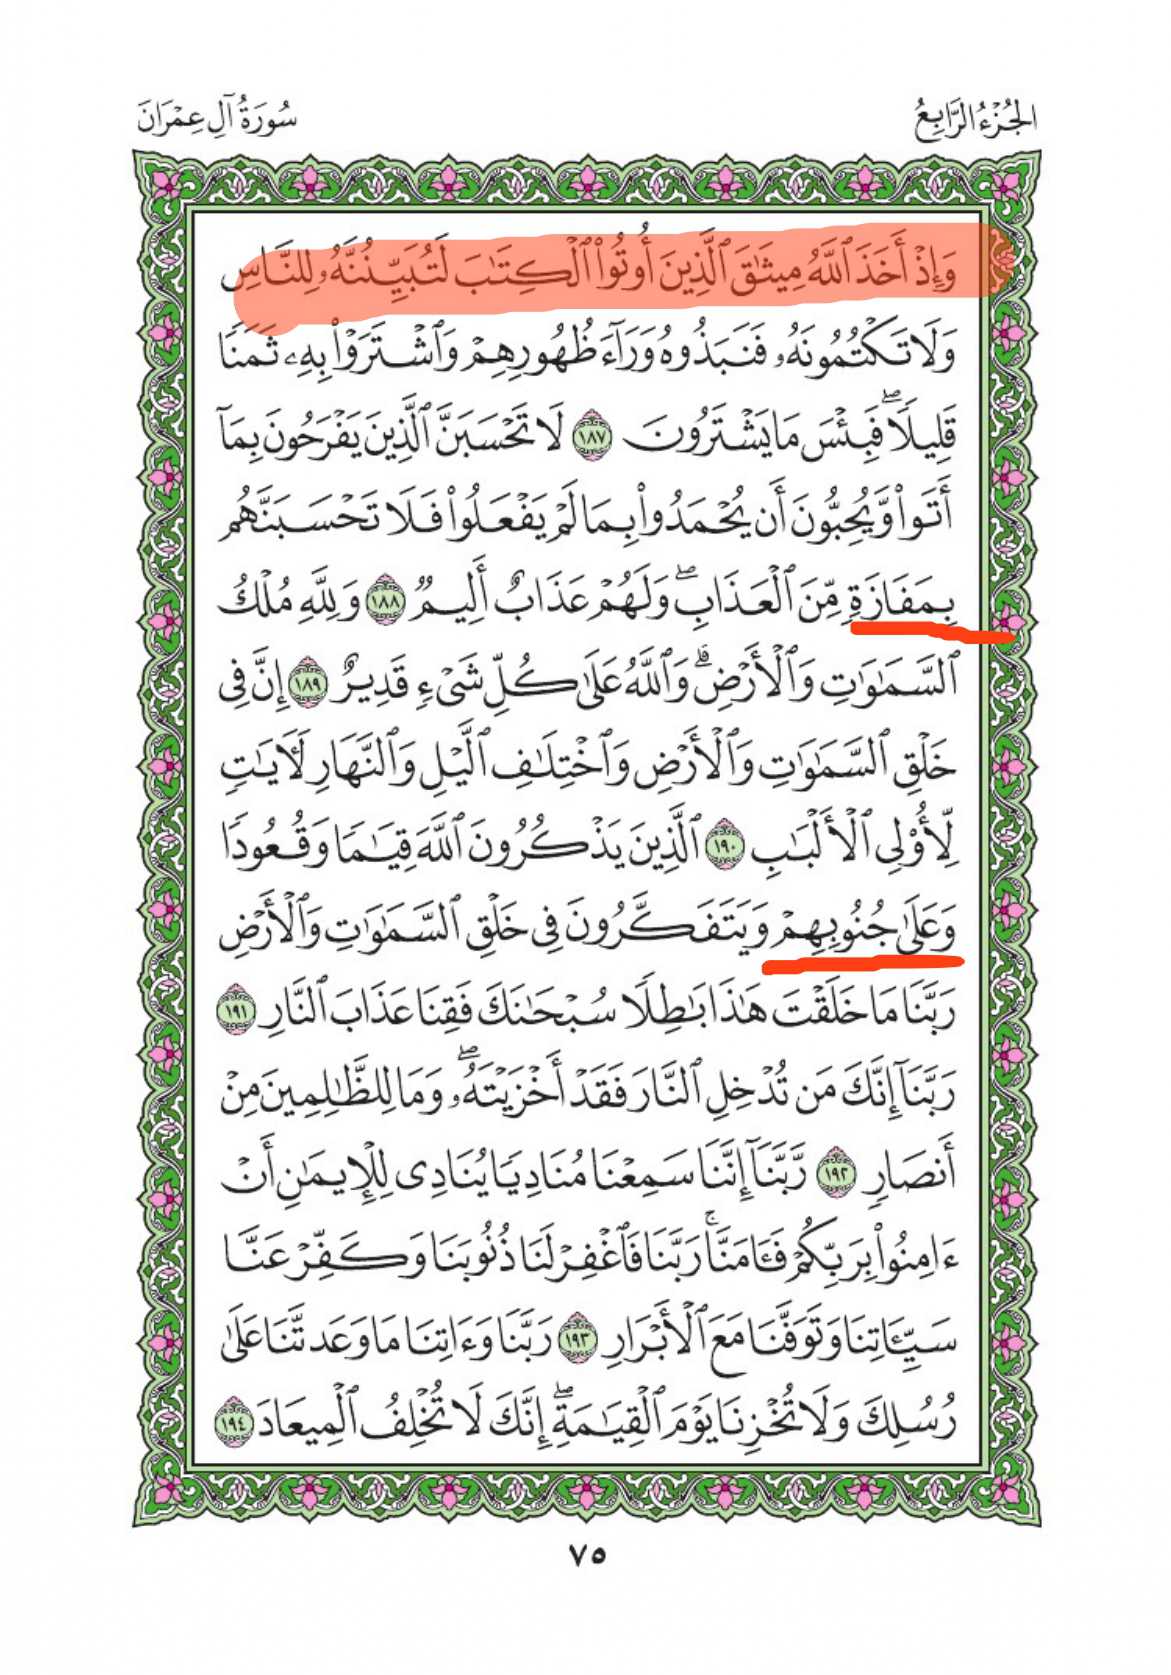 الجُزْءُ الرَّابِعُ
سُورَةُ آلِ عِمْرَانَ
وَإِذْ أَخَذَ ٱللَّهُ مِيثَٰقَ ٱلَّذِينَ أُوتُوا۟ ٱلْكِتَٰبَ لَتُبَيِّنُنَّهُۥ لِلنَّاسِ
وَلَا تَكْتُمُونَهُۥ فَنَبَذُوهُ وَرَآءَ ظُهُورِهِمْ وَٱشْتَرَوْا۟ بِهِۦ ثَمَنًا
قَلِيلًا ۖ فَبِئْسَ مَا يَشْتَرُونَ ١٨٧ لَا تَحْسَبَنَّ ٱلَّذِينَ يَفْرَحُونَ بِمَآ
أَتَوا۟ وَّيُحِبُّونَ أَن يُحْمَدُوا۟ بِمَا لَمْ يَفْعَلُوا۟ فَلَا تَحْسَبَنَّهُم
بِمَفَازَةٍ مِّنَ ٱلْعَذَابِ ۖ وَلَهُمْ عَذَابٌ أَلِيمٌ ١٨٨ وَلِلَّهِ مُلْكُ
ٱلسَّمَٰوَٰتِ وَٱلْأَرْضِ ۗ وَٱللَّهُ عَلَىٰ كُلِّ شَىْءٍ قَدِيرٌ ١٨٩ إِنَّ فِى
خَلْقِ ٱلسَّمَٰوَٰتِ وَٱلْأَرْضِ وَٱخْتِلَٰفِ ٱلَّيْلِ وَٱلنَّهَارِ لَءَايَٰتٍ
لِّأُو۟لِى ٱلْأَلْبَٰبِ ١٩٠ ٱلَّذِينَ يَذْكُرُونَ ٱللَّهَ قِيَٰمًا وَقُعُودًا
وَعَلَىٰ جُنُوبِهِمْ وَيَتَفَكَّرُونَ فِى خَلْقِ ٱلسَّمَٰوَٰتِ وَٱلْأَرْضِ
رَبَّنَا مَا خَلَقْتَ هَٰذَا بَٰطِلًا سُبْحَٰنَكَ فَقِنَا عَذَابَ ٱلنَّارِ ١٩١
رَبَّنَآ إِنَّكَ مَن تُدْخِلِ ٱلنَّارَ فَقَدْ أَخْزَيْتَهُۥ ۖ وَمَا لِلظَّٰلِمِينَ مِنْ
أَنصَارٍ ١٩٢ رَّبَّنَآ إِنَّنَا سَمِعْنَا مُنَادِيًا يُنَادِى لِلْإِيمَٰنِ أَنْ
ءَامِنُوا۟ بِرَبِّكُمْ فَـَٔامَنَّا ۚ رَبَّنَا فَٱغْفِرْ لَنَا ذُنُوبَنَا وَكَفِّرْ عَنَّا
سَيِّـَٔاتِنَا وَتَوَفَّنَا مَعَ ٱلْأَبْرَارِ ١٩٣ رَبَّنَا وَءَاتِنَا مَا وَعَدتَّنَا عَلَىٰ
رُسُلِكَ وَلَا تُخْزِنَا يَوْمَ ٱلْقِيَٰمَةِ ۖ إِنَّكَ لَا تُخْلِفُ ٱلْمِيعَادَ ١٩٤
٧٥